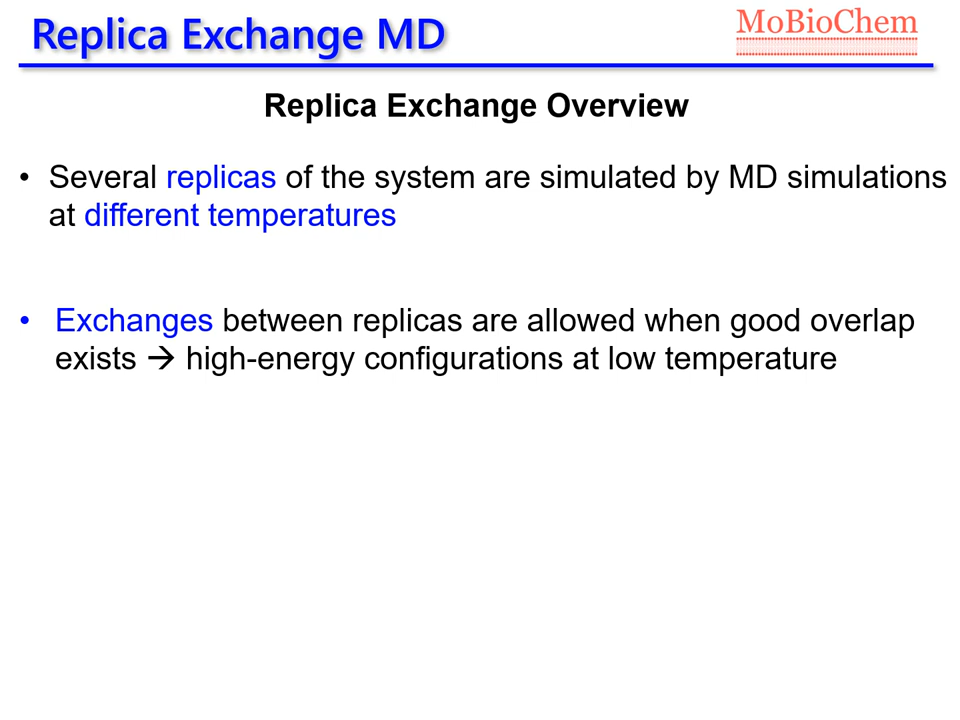 Replica Exchange MD
MoBioChem
Replica Exchange Overview
• Several replicas of the system are simulated by MD simulations
at different temperatures
• Exchanges between replicas are allowed when good overlap
exists → high-energy configurations at low temperature